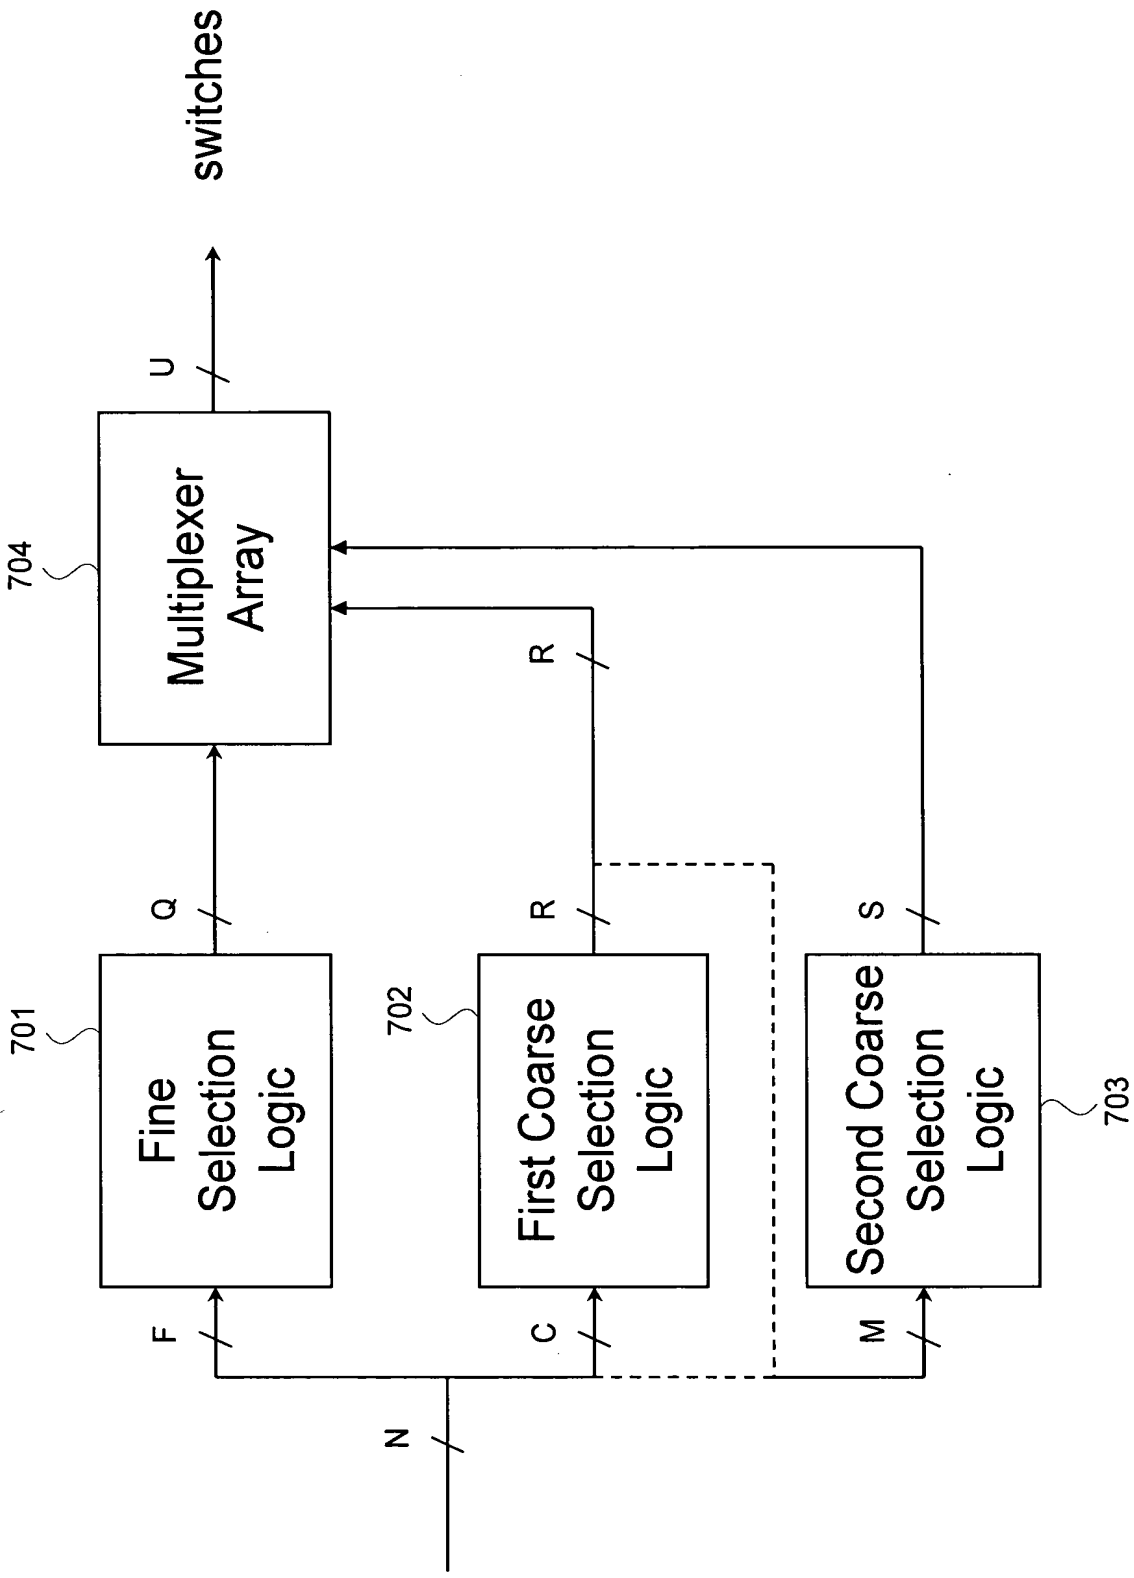 N
F
C
M
701
Fine
Selection
Logic
702
First Coarse
Selection
Logic
703
Second Coarse
Selection
Logic
Q
R
S
R
704
Multiplexer
Array
U
switches